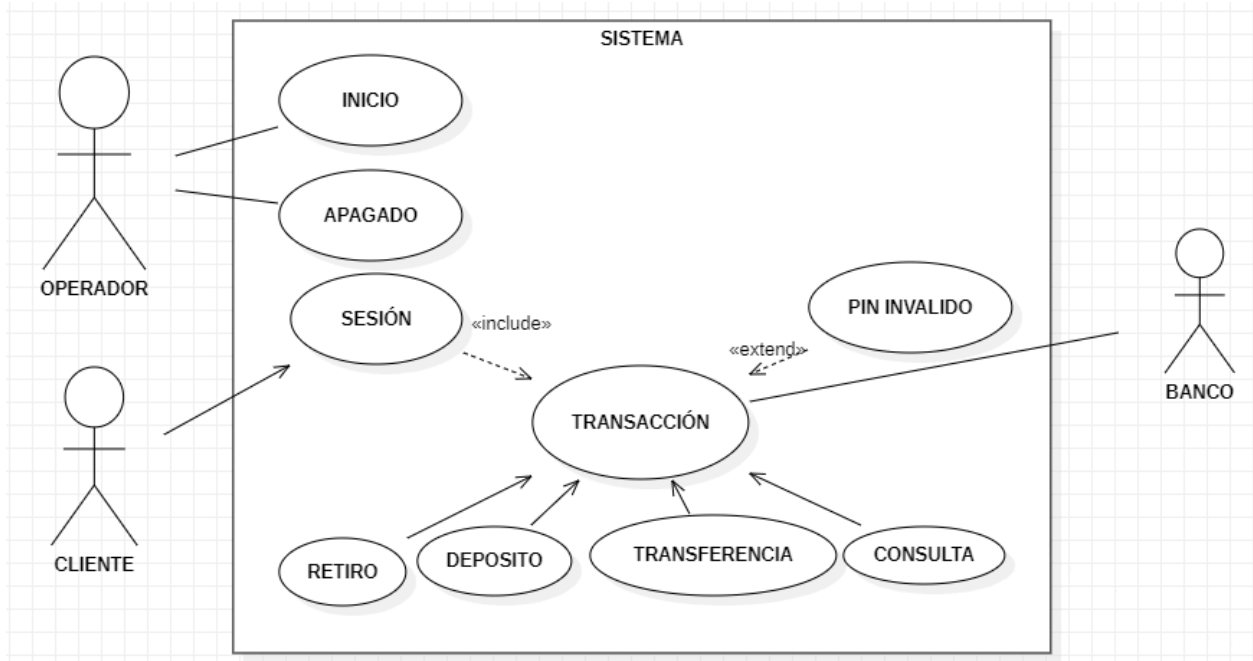 SISTEMA
INICIO
APAGADO
OPERADOR
SESIÓN
«include»
PIN INVALIDO
«extend»
BANCO
TRANSACCIÓN
CLIENTE
RETIRO
DEPOSITO
TRANSFERENCIA
CONSULTA